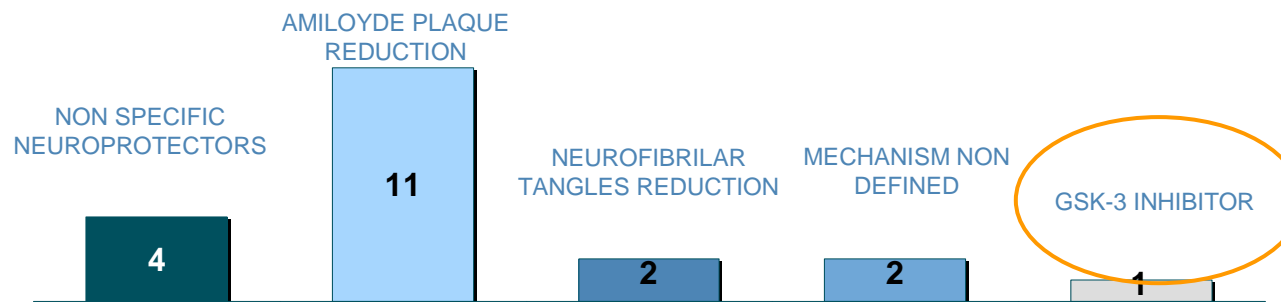 AMILOYDE PLAQUE
REDUCTION
NON SPECIFIC
NEUROPROTECTORS
NEUROFIBRILAR
TANGLES REDUCTION
MECHANISM NON
DEFINED
GSK-3 INHIBITOR
4
11
2
2
1